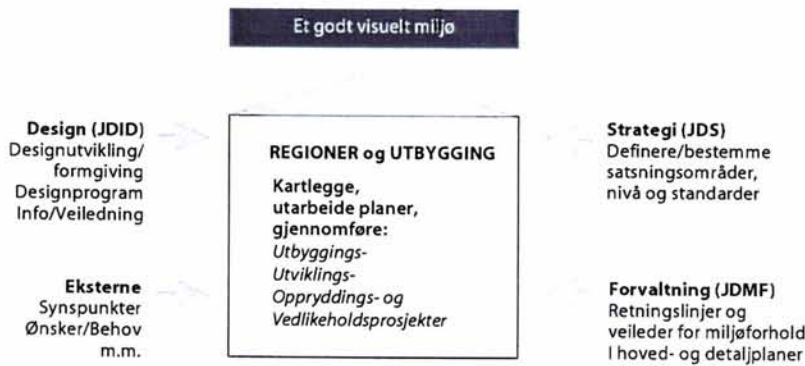 Et godt visuelt miljø
Design (JDID)
Designutvikling/
formgiving
Designprogram
Info/Veiledning
Eksterne
Synspunkter
Ønsker/Behov
m.m.
REGIONER og UTBYGGING
Kartlegge,
utarbeide planer,
gjennomføre:
Utbyggings-
Utviklings-
Oppryddings- og
Vedlikeholdsprosjekter
Strategi (JDS)
Definere/bestemme
satsningsområder,
nivå og standarder
Forvaltning (JDMF)
Retningslinjer og
veileder for miljøforhold
I hoved- og detaljplaner